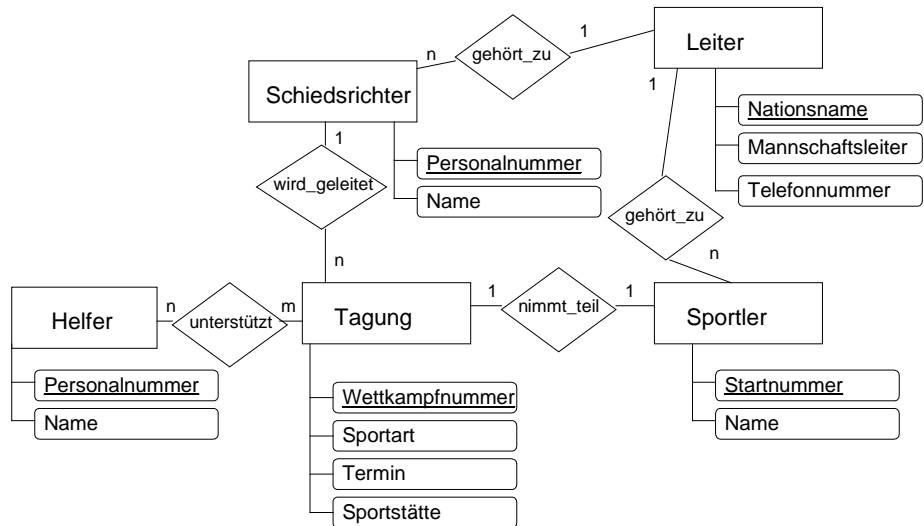 n
gehört_zu
1
Leiter
Schiedsrichter
1
1
Nationsname
Mannschaftsleiter
Telefonnummer
Personalnummer
Name
wird_geleitet
gehört_zu
n
n
Helfer
n
unterstützt
m
Tagung
1
nimmt_teil
1
Sportler
Personalnummer
Name
Wettkampfnummer
Sportart
Termin
Sportstätte
Startnummer
Name